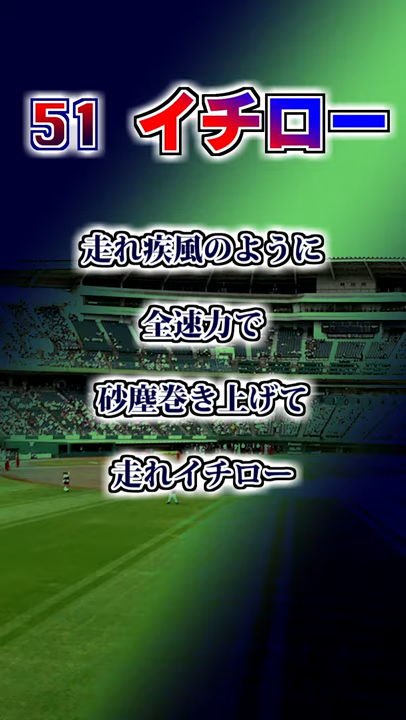 51 イチロー
走れ疾風のように
全速力で
砂塵巻き上げて
走れイチロー